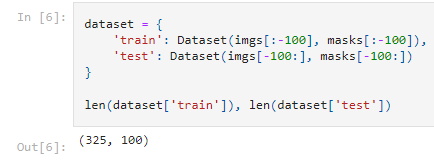 In [6]:
dataset = {
    'train': Dataset(imgs[:-100], masks[:-100]),
    'test': Dataset(imgs[-100:], masks[-100:])
}
len(dataset['train']), len(dataset['test'])
Out[6]: (325, 100)